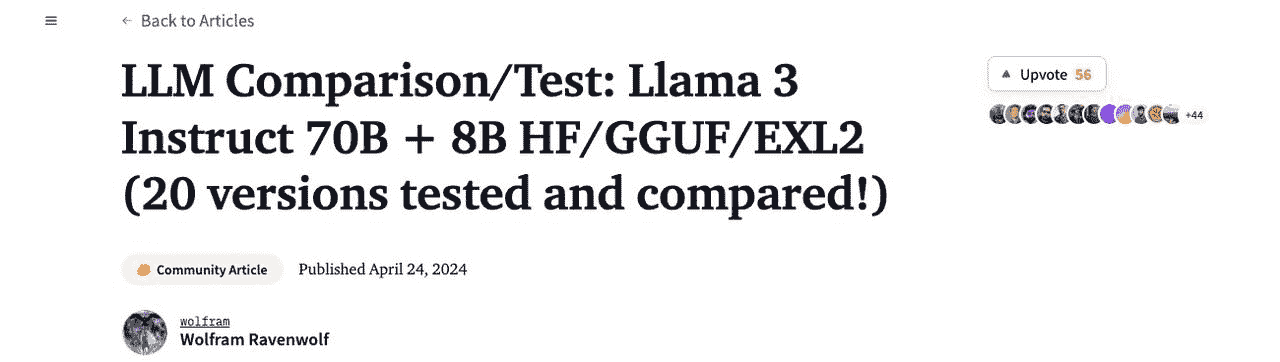 Back to Articles
LLM Comparison/Test: Llama 3
Instruct 70B + 8B HF/GGUF/EXL2
(20 versions tested and compared!)
Upvote 56
+44
Community Article Published April 24, 2024
wolfram
Wolfram Ravenwolf